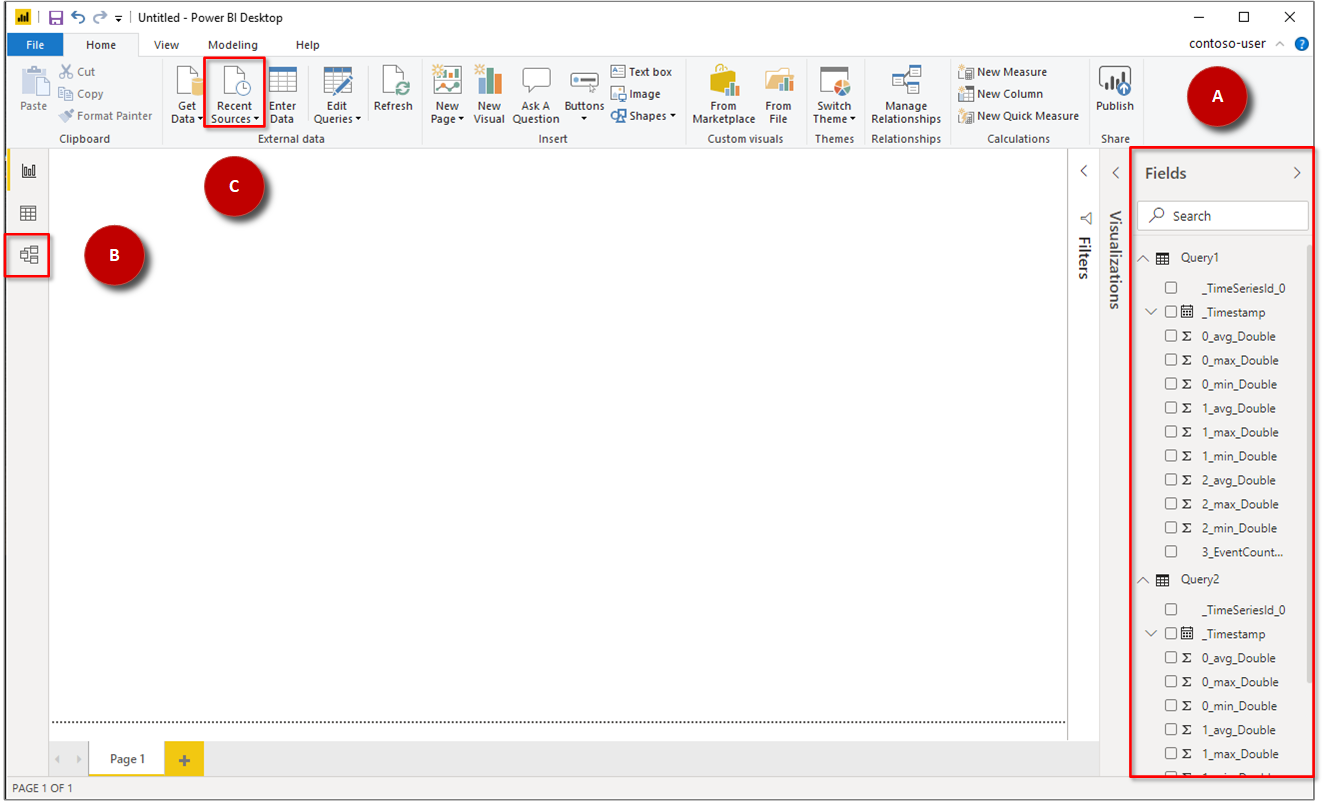 Untitled - Power BI Desktop
File Home View Modeling Help
contoso-user
Paste
Cut
Copy
Format Painter
Clipboard
Get Data
Recent Sources
Enter Data
Edit Queries
Refresh
External data
New Page
New Visual
Ask A Question
Buttons
Text box
Image
Shapes
Insert
From Marketplace
From File
Custom visuals
Switch Theme
Themes
Manage Relationships
Relationships
New Measure
New Column
New Quick Measure
Calculations
Publish
Share
A
B
C
Filters
Visualizations
Fields
Search
Query1
_TimeSeriesId_0
_Timestamp
0_avg_Double
0_max_Double
0_min_Double
1_avg_Double
1_max_Double
1_min_Double
2_avg_Double
2_max_Double
2_min_Double
3_EventCount...
Query2
_TimeSeriesId_0
_Timestamp
0_avg_Double
0_max_Double
0_min_Double
1_avg_Double
1_max_Double
Page 1
PAGE 1 OF 1